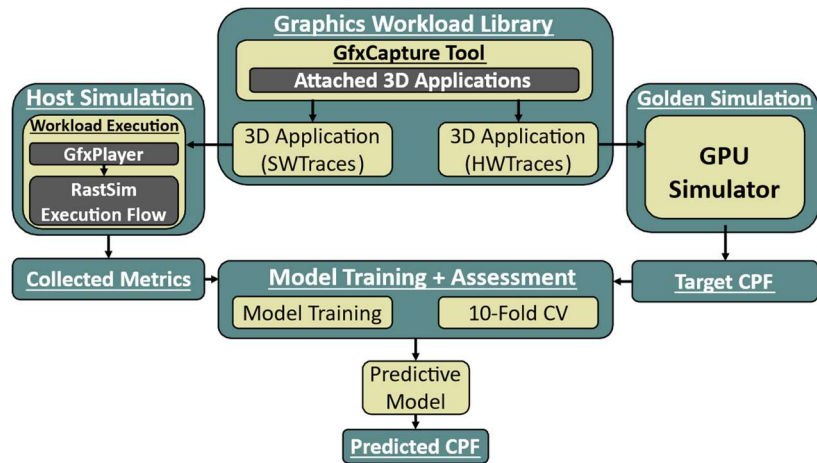 Graphics Workload Library
GfxCapture Tool
Attached 3D Applications
3D Application
(SWTraces)
3D Application
(HWTraces)
Host Simulation
Workload Execution
GfxPlayer
RastSim
Execution Flow
Golden Simulation
GPU
Simulator
Collected Metrics
Model Training + Assessment
Model Training
10-Fold CV
Target CPF
Predictive
Model
Predicted CPF